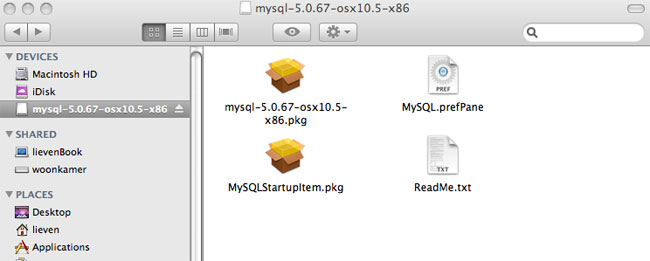 mysql-5.0.67-osx10.5-x86
DEVICES
Macintosh HD
iDisk
mysql-5.0.67-osx10.5-x86
SHARED
lievenBook
woonkamer
PLACES
Desktop
lieven
Applications
mysql-5.0.67-osx10.5-
x86.pkg
PREF
MySQL.prefPane
MySQLStartupItem.pkg
TXT
ReadMe.txt